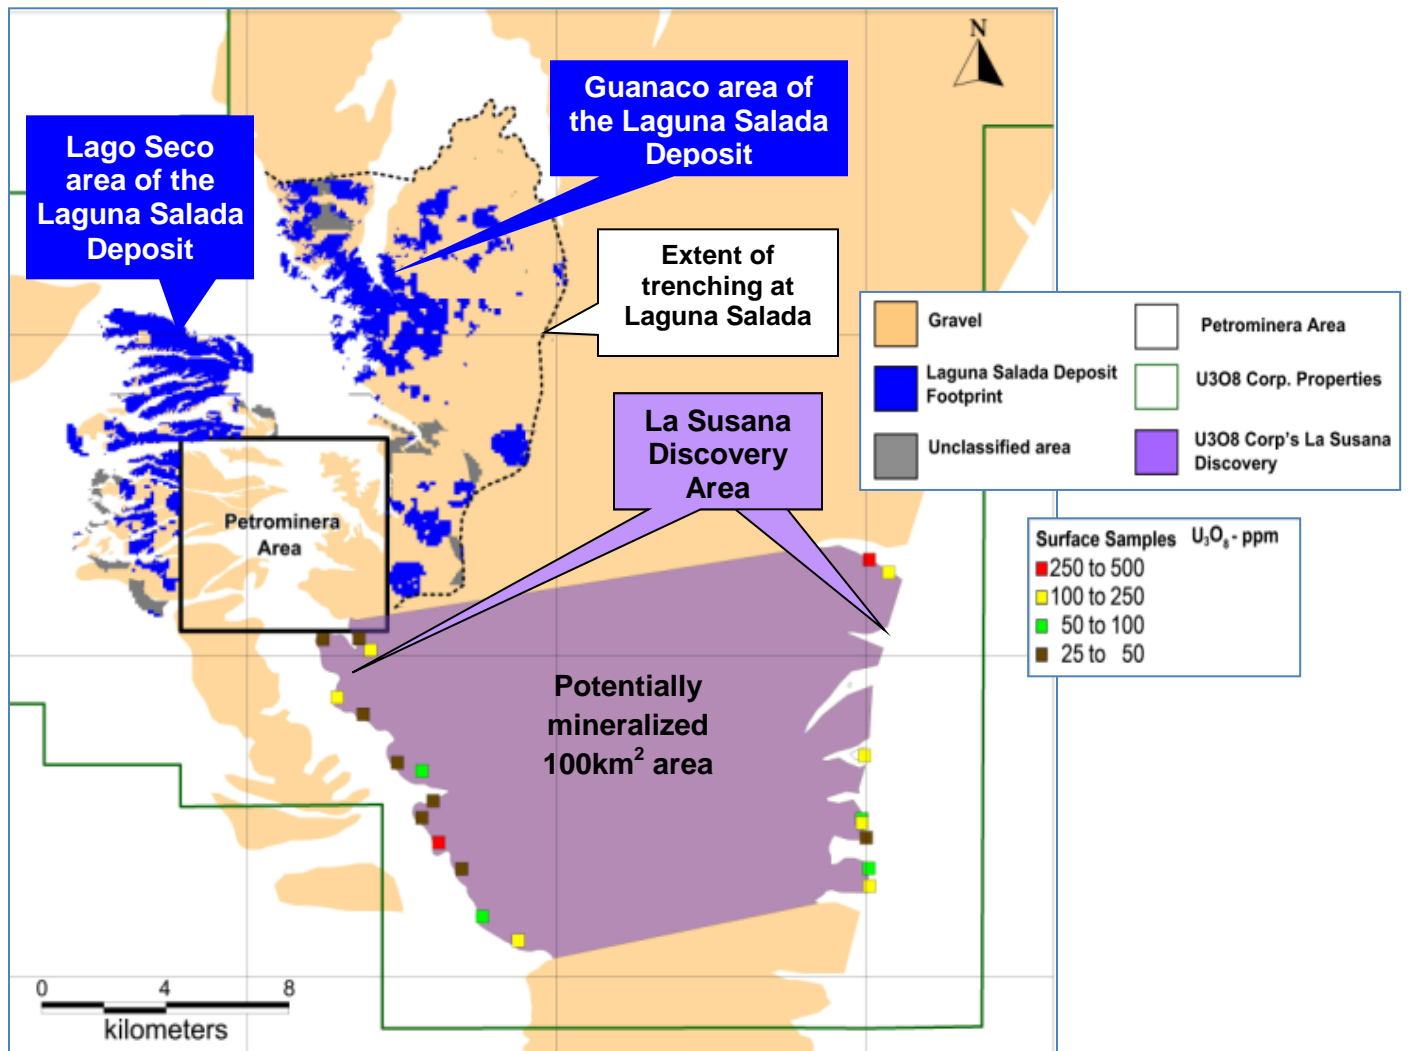 N
Guanaco area of
the Laguna Salada
Deposit
Lago Seco
area of the
Laguna Salada
Deposit
Extent of
trenching at
Laguna Salada
Gravel
Petrominera Area
Laguna Salada Deposit
Footprint
U3O8 Corp. Properties
Unclassified area
U3O8 Corp's La Susana
Discovery
La Susana
Discovery
Area
Petrominera
Area
Surface Samples U₃O₈ - ppm
250 to 500
100 to 250
50 to 100
25 to 50
Potentially
mineralized
100km² area
0 4 8
kilometers